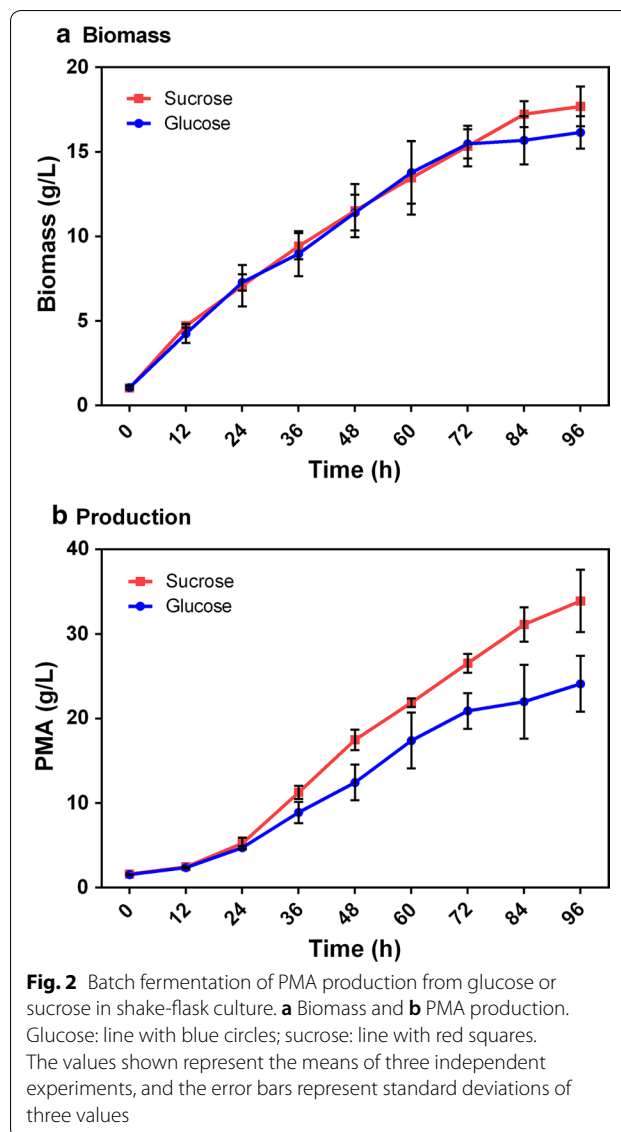 a Biomass
20
15
10
5
0
Biomass (g/L)
Sucrose
Glucose
0 12 24 36 48 60 72 84 96
Time (h)
b Production
40
30
20
10
0
PMA (g/L)
Sucrose
Glucose
0 12 24 36 48 60 72 84 96
Time (h)
Fig. 2 Batch fermentation of PMA production from glucose or
sucrose in shake-flask culture. a Biomass and b PMA production.
Glucose: line with blue circles; sucrose: line with red squares.
The values shown represent the means of three independent
experiments, and the error bars represent standard deviations of
three values